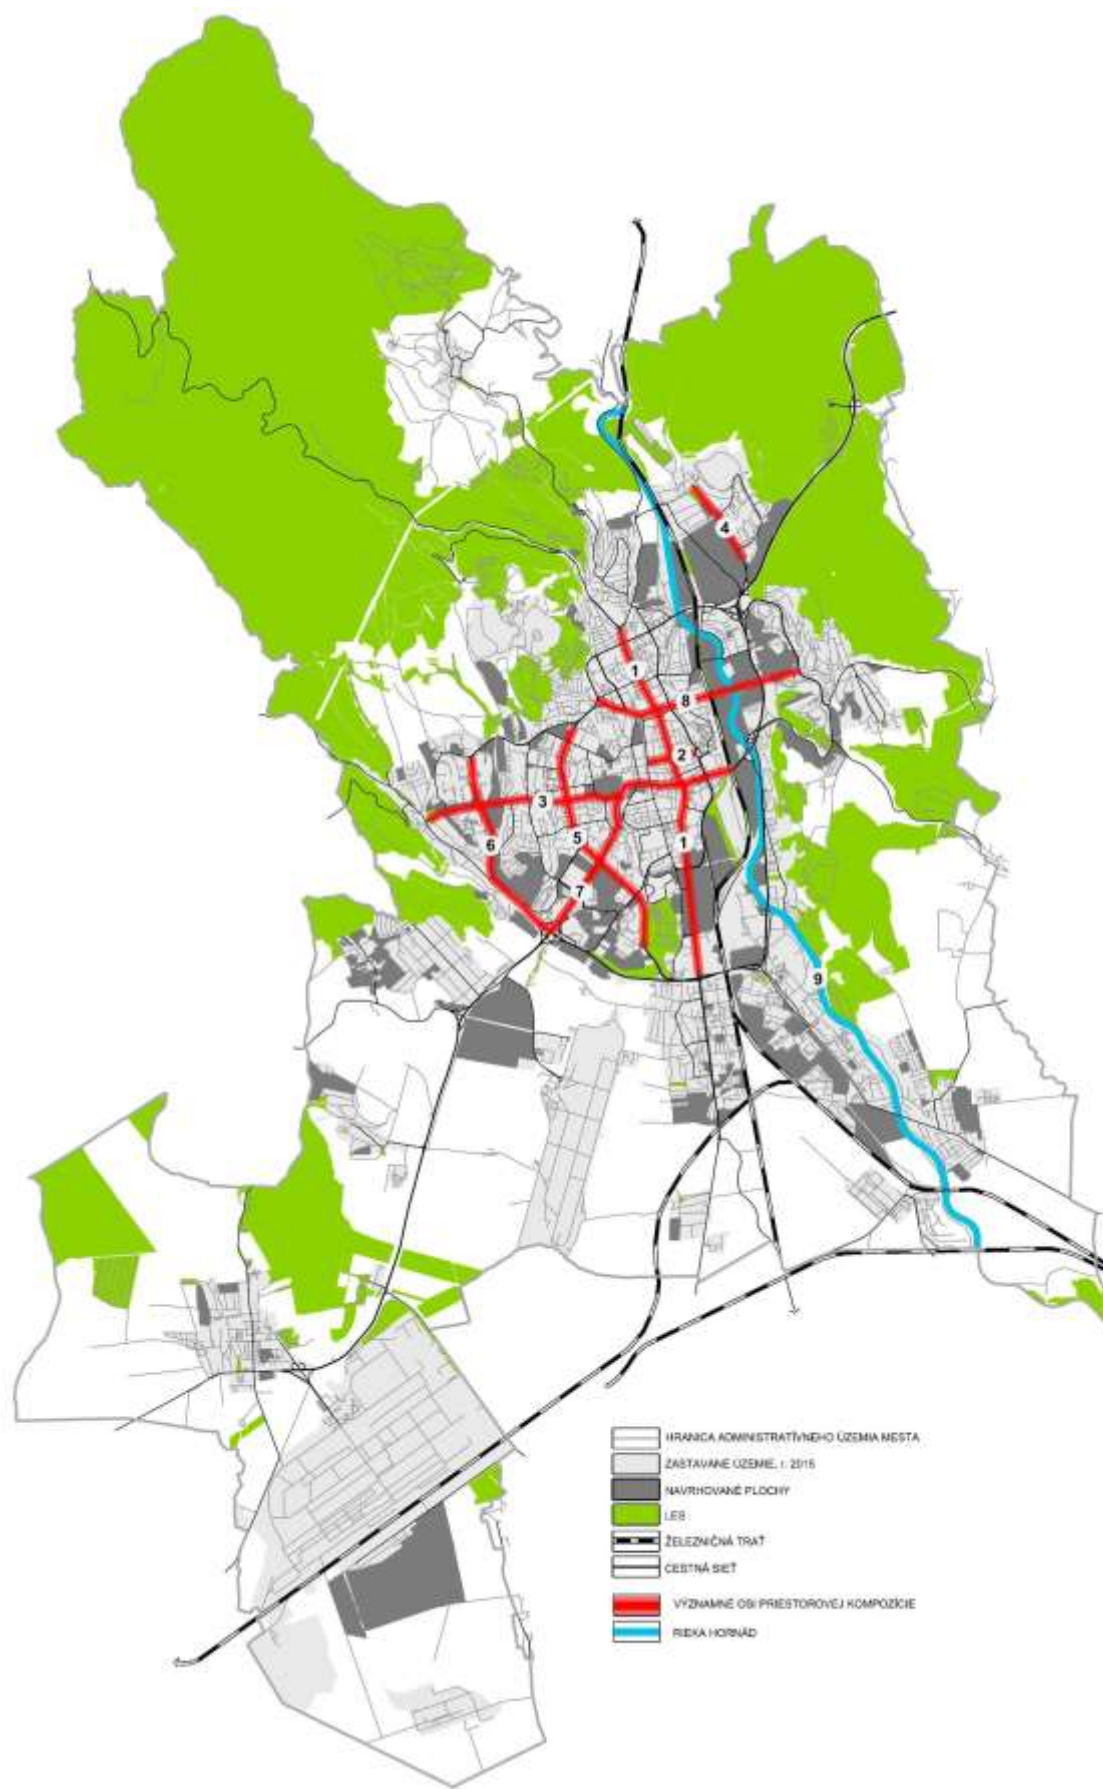 4
1
8
2
3
5
1
6
7
9
HRANICA ADMINISTRATÍVNEHO ÚZEMIA MESTA
ZASTAVANÉ ÚZEMIE, r. 2015
NAVRHOVANÉ PLOCHY
LES
ŽELEZNIČNÁ TRAŤ
CESTNÁ SIEŤ
VÝZNAMNÉ OSI PRIESTOROVEJ KOMPOZÍCIE
RIEKA HORNÁD